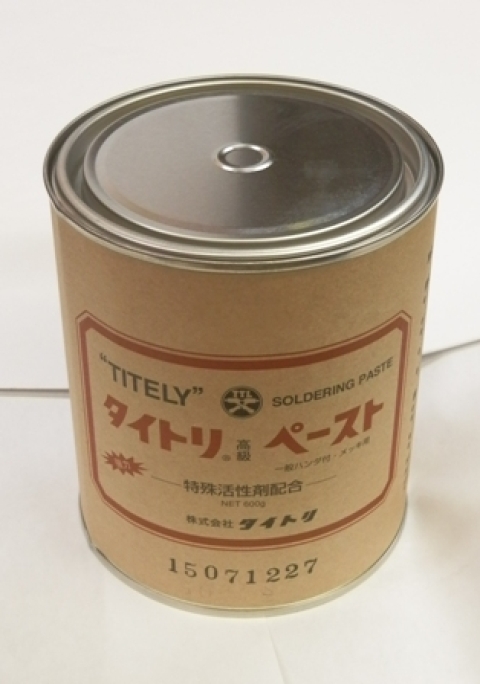 "TITELY" SOLDERING PASTE
タイトリ® 高級 ペースト
一般ハンダ付・メッキ用
特殊活性剤配合
NET 600g
株式会社 タイトリ
15071227